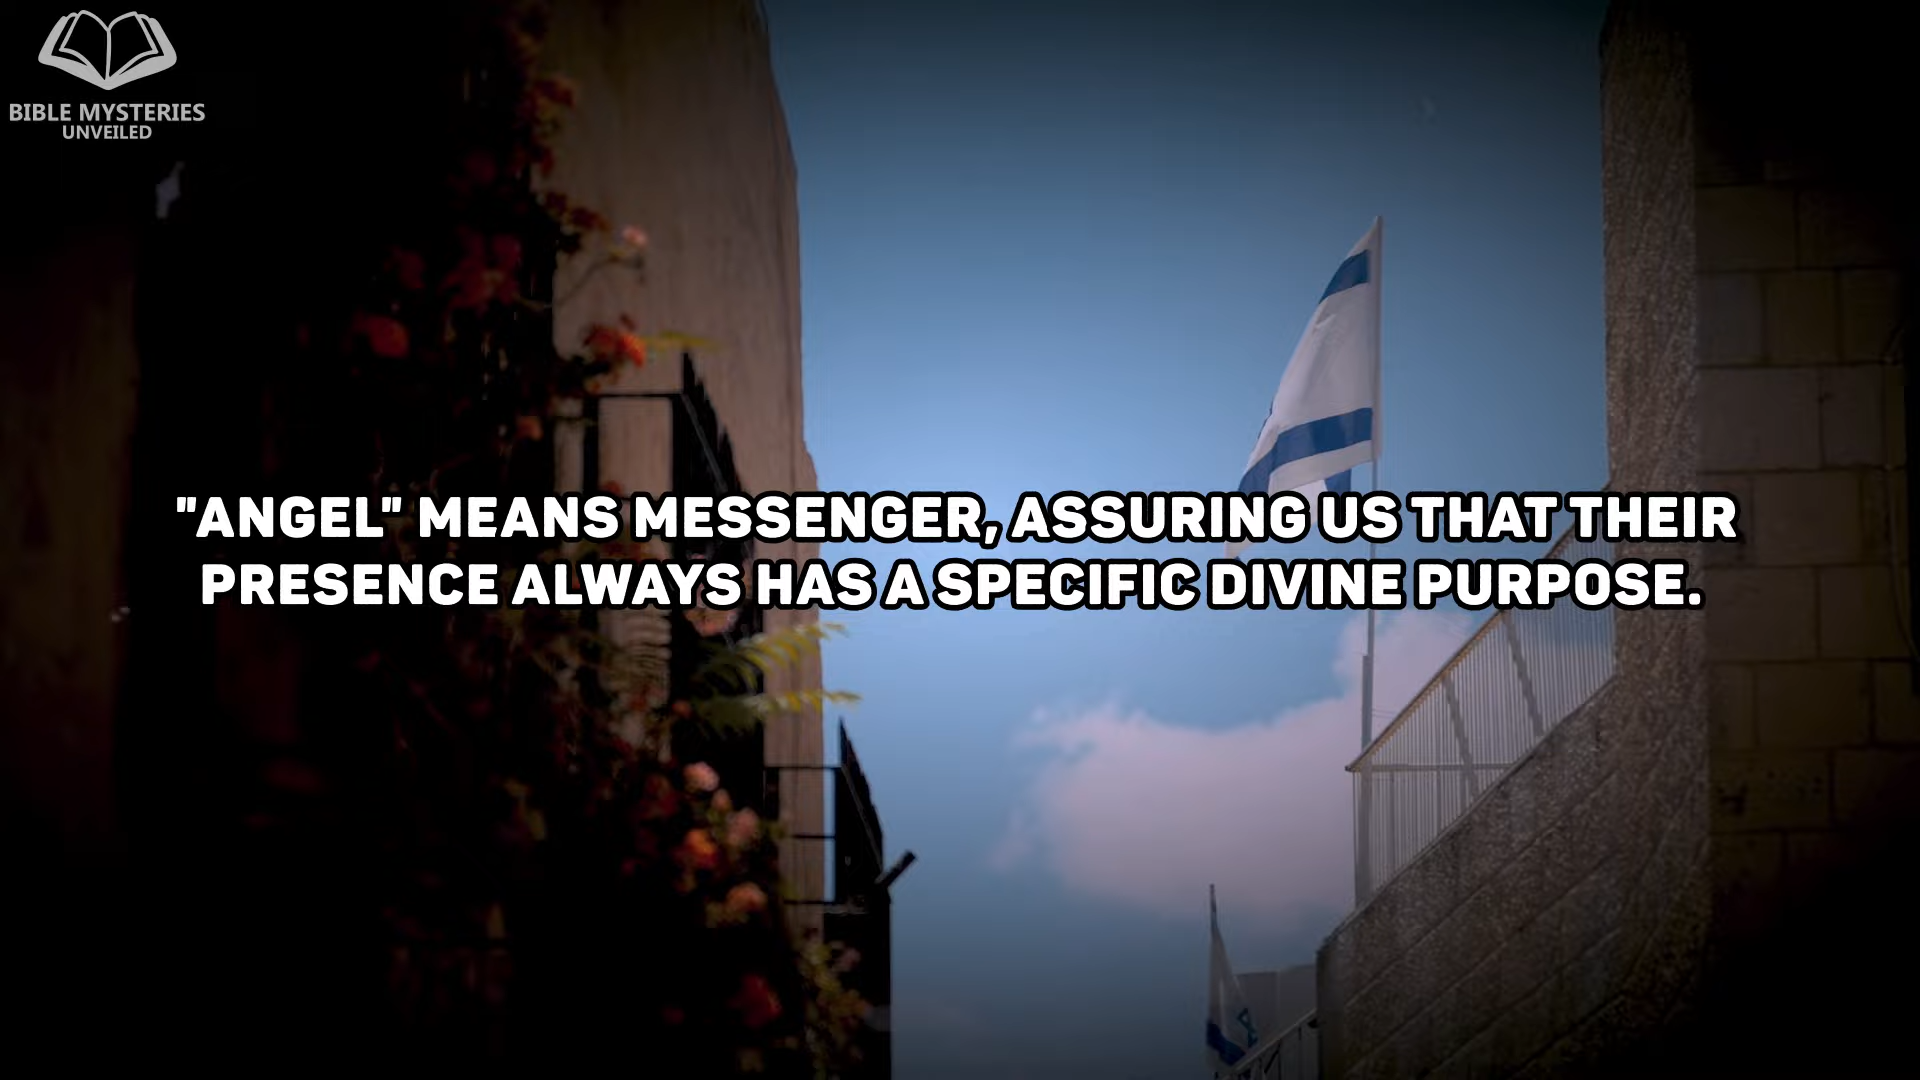 BIBLE MYSTERIES
UNVEILED
"ANGEL" MEANS MESSENGER, ASSURING US THAT THEIR
PRESENCE ALWAYS HAS A SPECIFIC DIVINE PURPOSE.